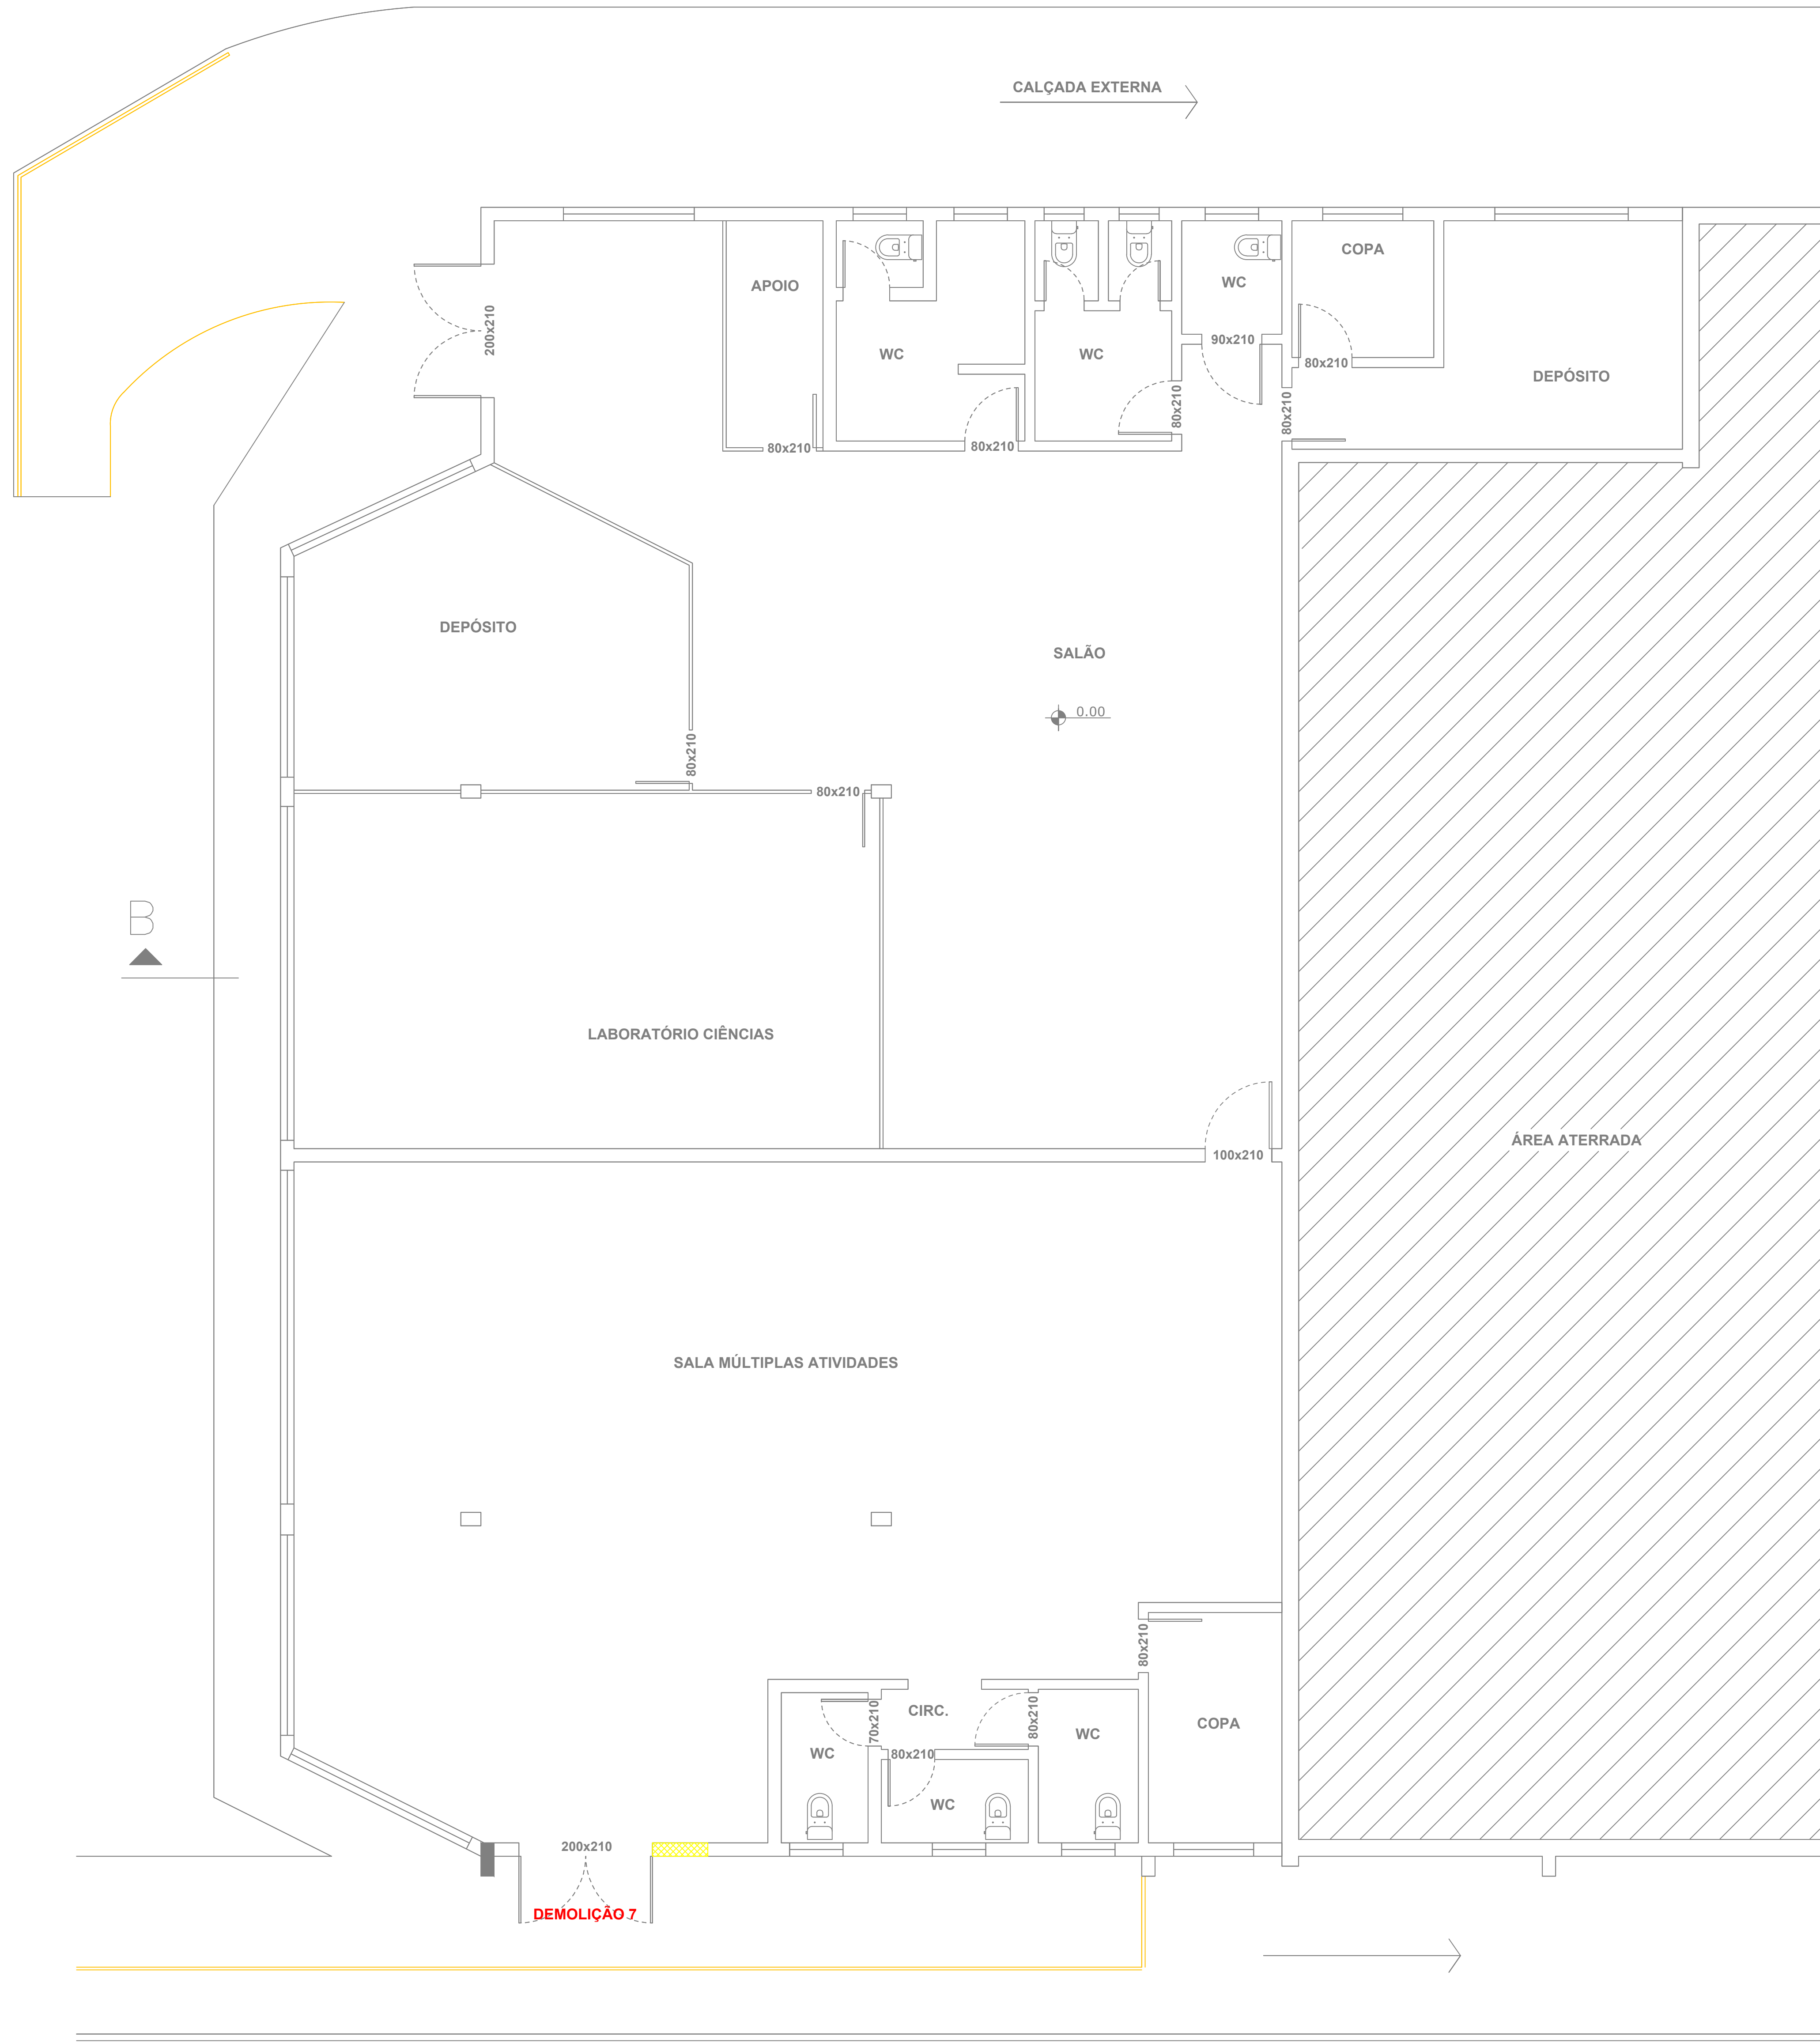 CALÇADA EXTERNA
COPA
WC
APOIO
200x210
90x210
WC
WC
80x210
DEPÓSITO
80x210
80x210
80x210
80x210
DEPÓSITO
SALÃO
0.00
80x210
80x210
B
LABORATÓRIO CIÊNCIAS
ÁREA ATERRADA
100x210
SALA MÚLTIPLAS ATIVIDADES
80x210
CIRC.
70x210
80x210
COPA
WC
WC
80x210
WC
200x210
DEMOLIÇÃO 7